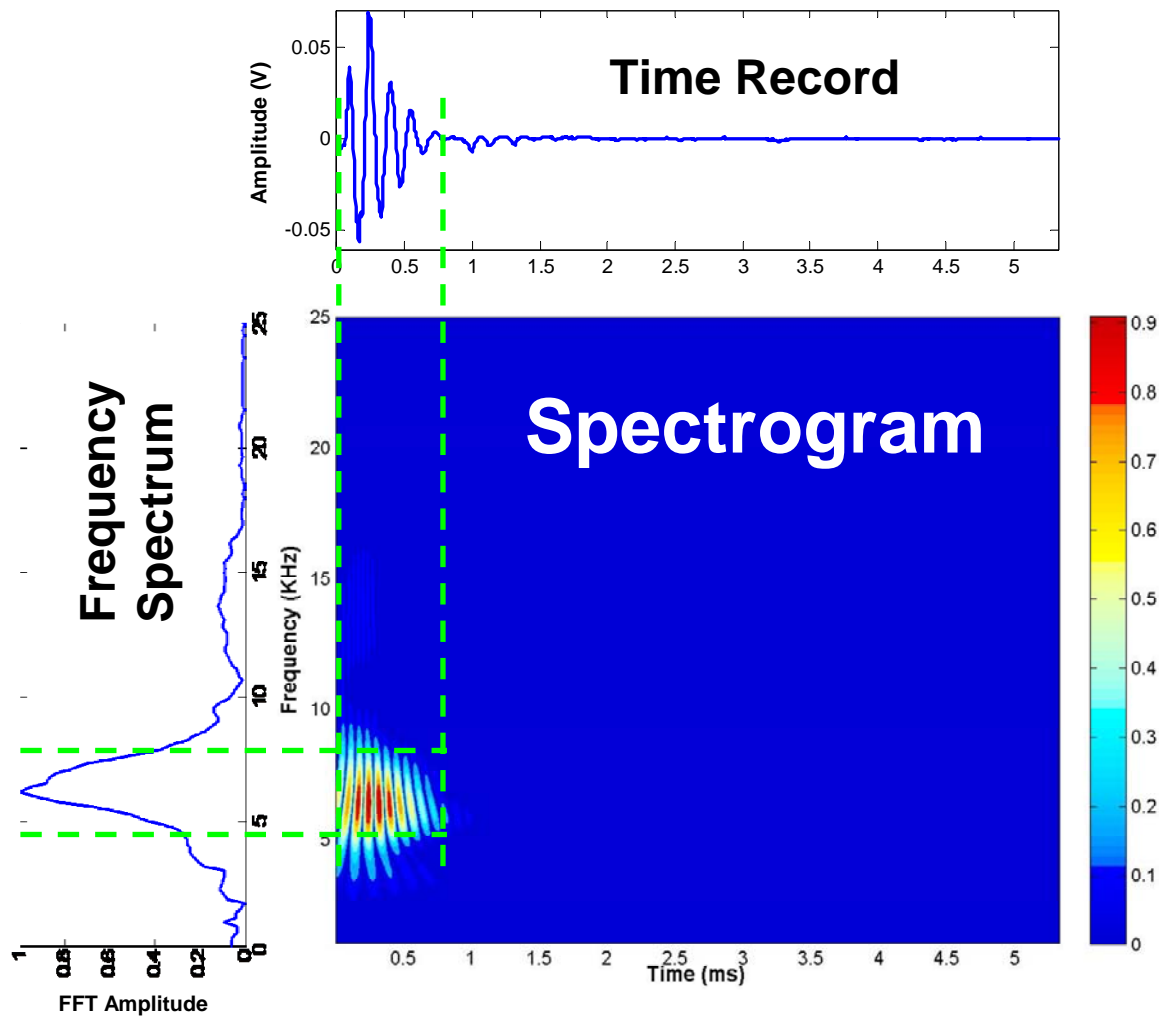 0.05
0
-0.05
Amplitude (V)
Time Record
0 0.5 1 1.5 2 2.5 3 3.5 4 4.5 5
Frequency
Spectrum
25
20
15
10
5
0
1 0.8 0.6 0.4 0.2 0
FFT Amplitude
Spectrogram
Frequency (KHz)
25
20
15
10
5
0.5 1 1.5 2 2.5 3 3.5 4 4.5 5
Time (ms)
0.9
0.8
0.7
0.6
0.5
0.4
0.3
0.2
0.1
0